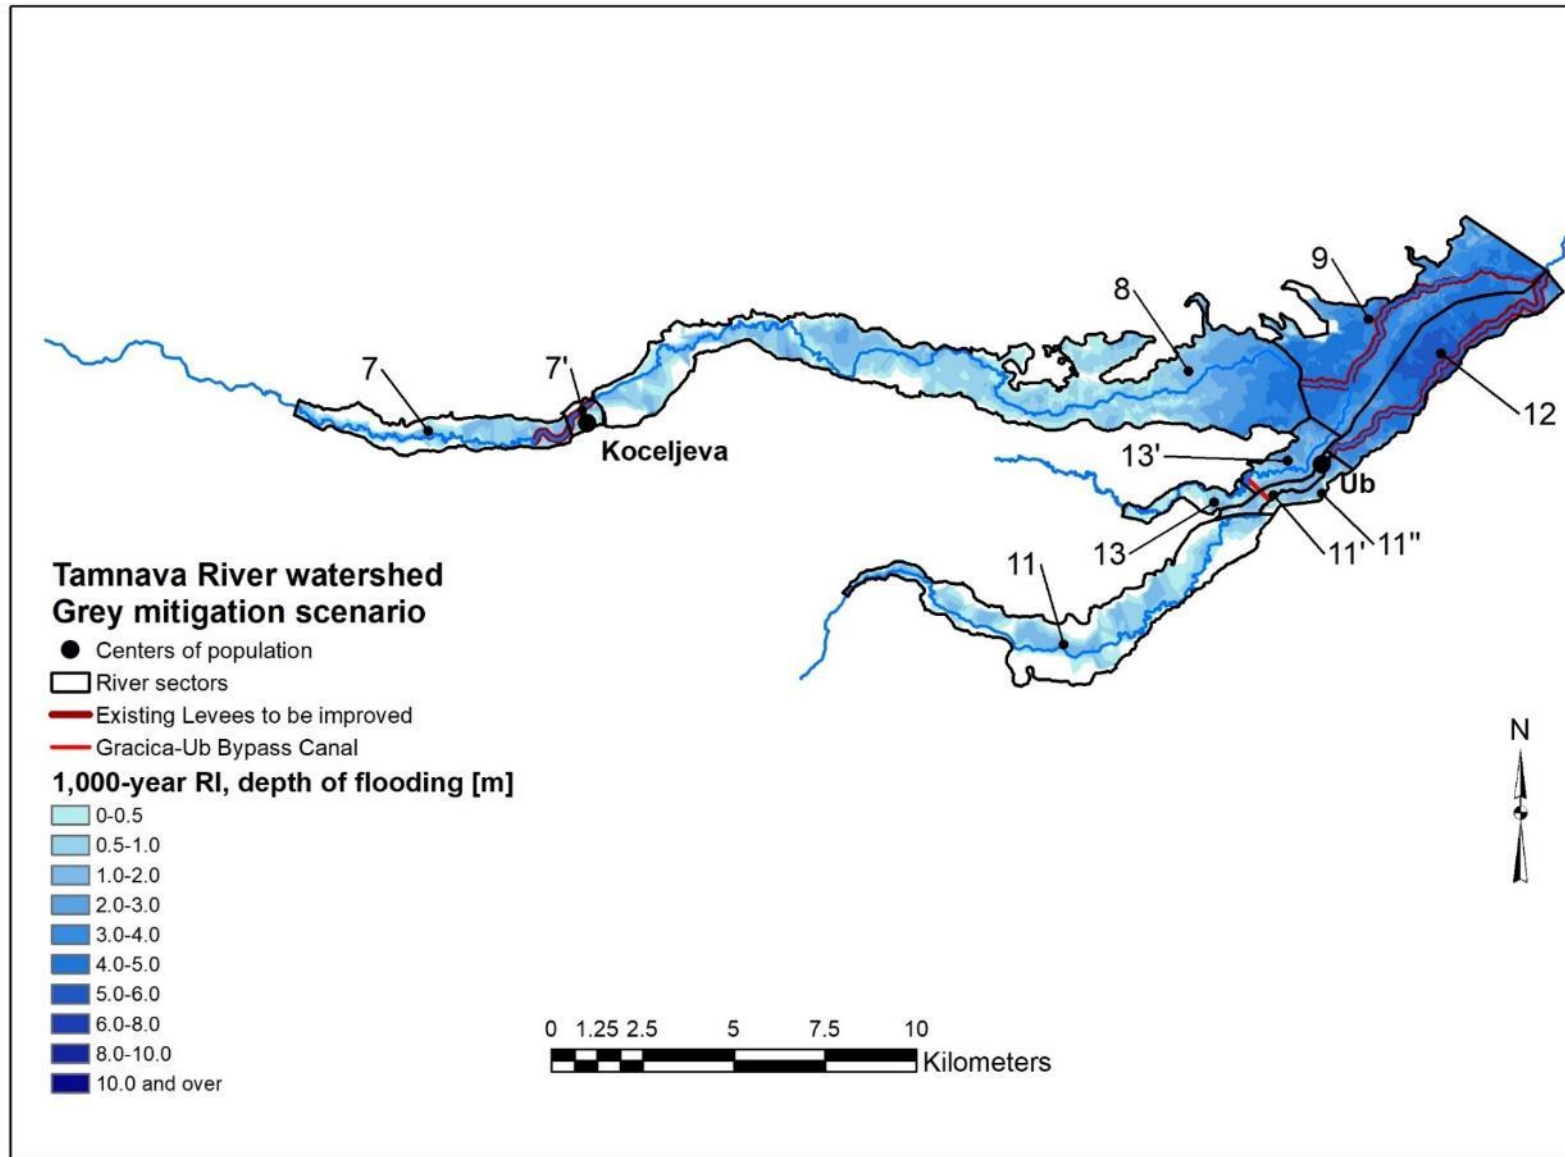 9
8
7
7'
12
Koceljeva
13'
Ub
13
11'
11"
11
Tamnava River watershed
Grey mitigation scenario
Centers of population
River sectors
Existing Levees to be improved
Gracica-Ub Bypass Canal
1,000-year RI, depth of flooding [m]
0-0.5
0.5-1.0
1.0-2.0
2.0-3.0
3.0-4.0
4.0-5.0
5.0-6.0
6.0-8.0
8.0-10.0
10.0 and over
N
0 1.25 2.5 5 7.5 10
Kilometers